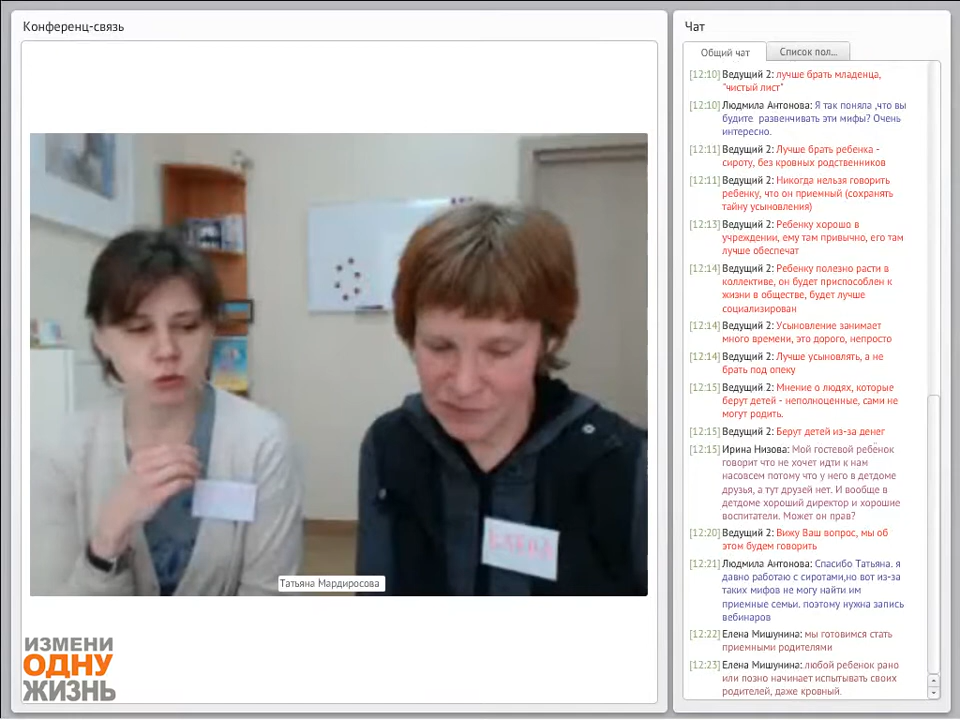 Конференц-связь
Татьяна Мардиросова
ИЗМЕНИ
ОДНУ
ЖИЗНЬ
Чат
Общий чат
Список пол...
[12:10] Ведущий 2: лучше брать младенца,
"чистый лист"
[12:10] Людмила Антонова: Я так поняла ,что вы
будите развенчивать эти мифы? Очень
интересно.
[12:11] Ведущий 2: Лучше брать ребенка -
сироту, без кровных родственников
[12:11] Ведущий 2: Никогда нельзя говорить
ребенку, что он приемный (сохранять
тайну усыновления)
[12:13] Ведущий 2: Ребенку хорошо в
учреждении, ему там привычно, его там
лучше обеспечат
[12:14] Ведущий 2: Ребенку полезно расти в
коллективе, он будет приспособлен к
жизни в обществе, будет лучше
социализирован
[12:14] Ведущий 2: Усыновление занимает
много времени, это дорого, непросто
[12:14] Ведущий 2: Лучше усыновлять, а не
брать под опеку
[12:15] Ведущий 2: Мнение о людях, которые
берут детей - неполноценные, сами не
могут родить.
[12:15] Ведущий 2: Берут детей из-за денег
[12:15] Ирина Низова: Мой гостевой ребёнок
говорит что не хочет идти к нам
насовсем потому что у него в детдоме
друзья, а тут друзей нет. И вообще в
детдоме хороший директор и хорошие
воспитатели. Может он прав?
[12:20] Ведущий 2: Вижу Ваш вопрос, мы об
этом будем говорить
[12:21] Людмила Антонова: Спасибо Татьяна. я
давно работаю с сиротами,но вот из-за
таких мифов не могу найти им
приемные семьи. поэтому нужна запись
вебинаров
[12:22] Елена Мишунина: мы готовимся стать
приемными родителями
[12:23] Елена Мишунина: любой ребенок рано
или позно начинает испытывать своих
родителей, даже кровный.